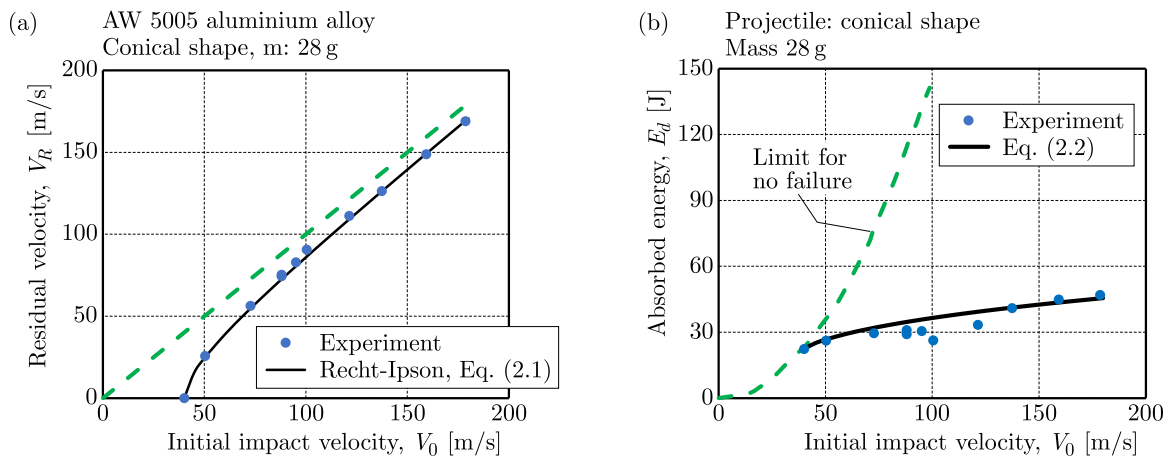 (a)
AW 5005 aluminium alloy
Conical shape, m: 28 g
200
150
100
50
0
Residual velocity, V_R [m/s]
Experiment
Recht-Ipson, Eq. (2.1)
0 50 100 150 200
Initial impact velocity, V_0 [m/s]
(b)
Projectile: conical shape
Mass 28 g
150
120
90
60
30
0
Absorbed energy, E_d [J]
Experiment
Eq. (2.2)
Limit for
no failure
0 50 100 150 200
Initial impact velocity, V_0 [m/s]